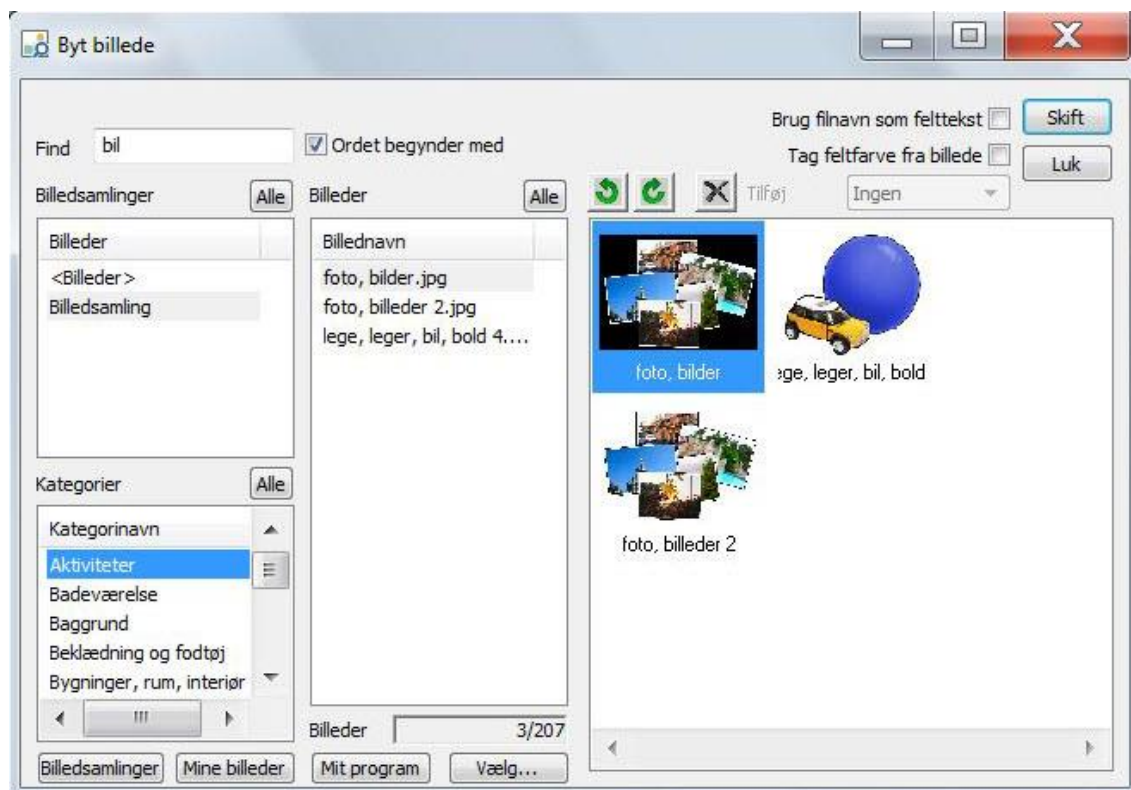 Byt billede
Brug filnavn som felttekst
Skift
Find
bil
Ordet begynder med
Tag feltfarve fra billede
Luk
Billedsamlinger
Alle
Billeder
Alle
Tilføj
Ingen
Billeder
<Billeder>
Billedsamling
Billednavn
foto, bilder.jpg
foto, billeder 2.jpg
lege, leger, bil, bold 4....
foto, bilder
ege, leger, bil, bold
foto, billeder 2
Kategorier
Alle
Kategorinavn
Aktiviteter
Badeværelse
Baggrund
Beklædning og fodtøj
Bygninger, rum, interiør
Billeder
3/207
Billedsamlinger
Mine billeder
Mit program
Vælg...